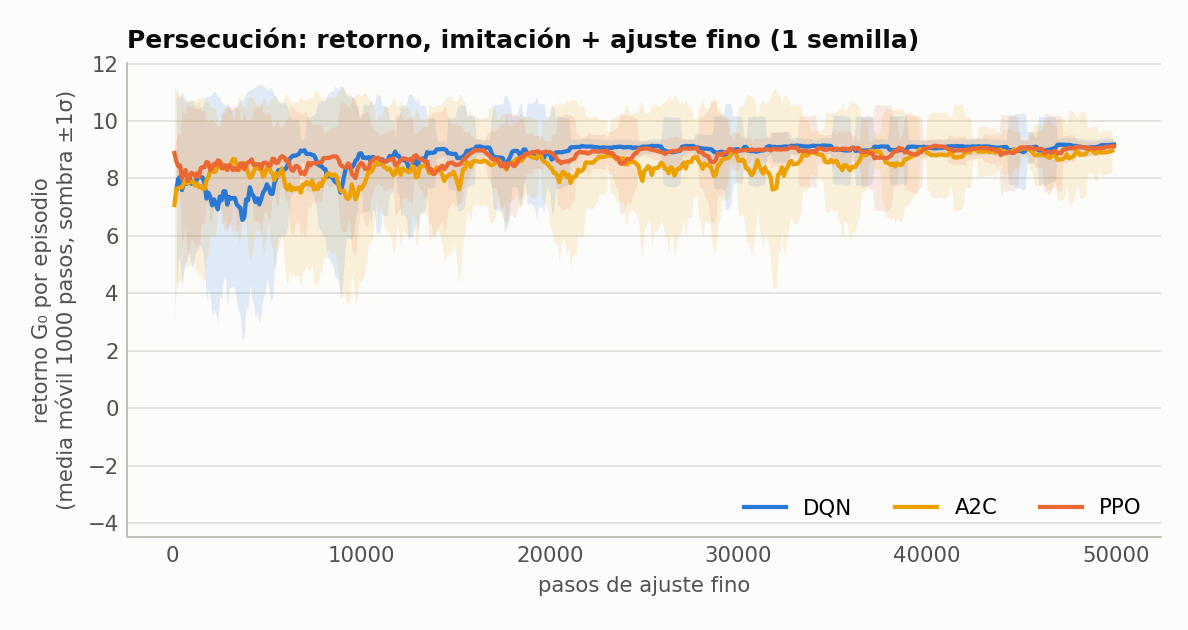 Persecución: retorno, imitación + ajuste fino (1 semilla)
retorno G₀ por episodio
(media móvil 1000 pasos, sombra ±1σ)
12
10
8
6
4
2
0
−2
−4
DQN A2C PPO
0 10000 20000 30000 40000 50000
pasos de ajuste fino